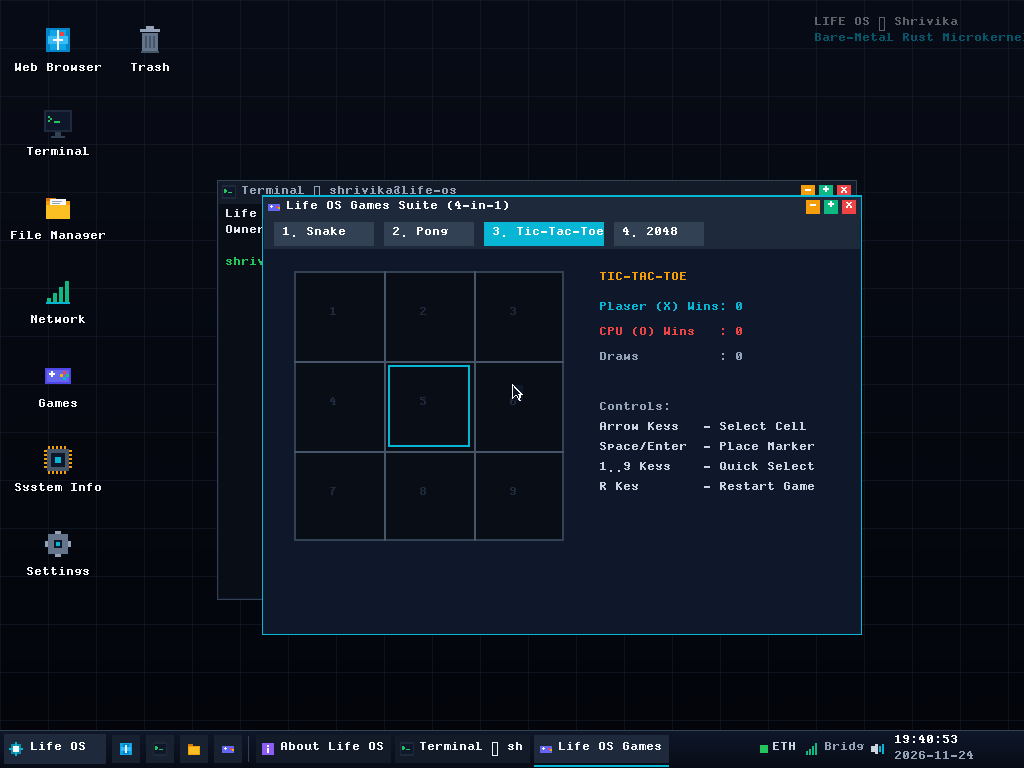 LIFE OS ▯ Shrivika
Bare-Metal Rust Microkerne
Web Browser
Trash
Terminal
File Manager
Network
Games
System Info
Settings
Terminal ▯ shrivika@life-os
Life
Owner
shriv
Life OS Games Suite (4-in-1)
1. Snake
2. Pong
3. Tic-Tac-Toe
4. 2048
1 2 3
4 5 6
7 8 9
TIC-TAC-TOE
Player (X) Wins: 0
CPU (O) Wins   : 0
Draws          : 0
Controls:
Arrow Keys   - Select Cell
Space/Enter  - Place Marker
1..9 Keys    - Quick Select
R Key        - Restart Game
Life OS
About Life OS
Terminal ▯ sh
Life OS Games
ETH
Bridg
19:40:53
2026-11-24